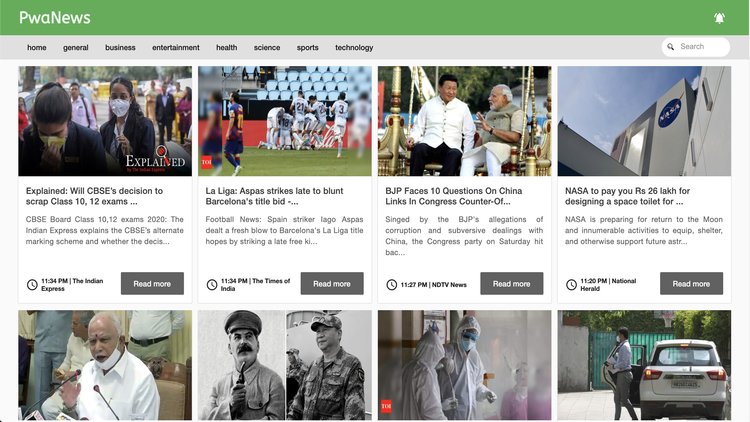 PwaNews
home general business entertainment health science sports technology
Search
EXPLAINED
by The Indian Express
TOI
NASA
Explained: Will CBSE's decision to
scrap Class 10, 12 exams ...
CBSE Board Class 10,12 exams 2020: The
Indian Express explains the CBSE's alternate
marking scheme and whether the decis...
11:34 PM | The Indian
Express
Read more
La Liga: Aspas strikes late to blunt
Barcelona's title bid -...
Football News: Spain striker Iago Aspas
dealt a fresh blow to Barcelona's La Liga title
hopes by striking a late free ki...
11:34 PM | The Times of
India
Read more
BJP Faces 10 Questions On China
Links In Congress Counter-Of...
Singed by the BJP's allegations of
corruption and subversive dealings with
China, the Congress party on Saturday hit
bac...
11:27 PM | NDTV News
Read more
NASA to pay you Rs 26 lakh for
designing a space toilet for ...
NASA is preparing for return to the Moon
and innumerable activities to equip, shelter,
and otherwise support future astr...
11:20 PM | National
Herald
Read more
TOI